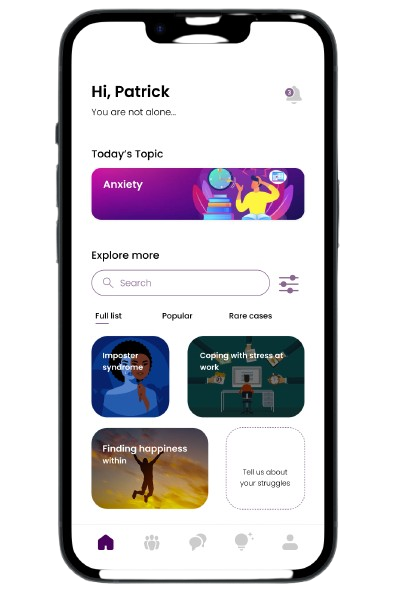 Hi, Patrick
3
You are not alone...
Today's Topic
Anxiety
Explore more
Search
Full list
Popular
Rare cases
Imposter
syndrome
Coping with stress at
work
Finding happiness
within
Tell us about
your struggles